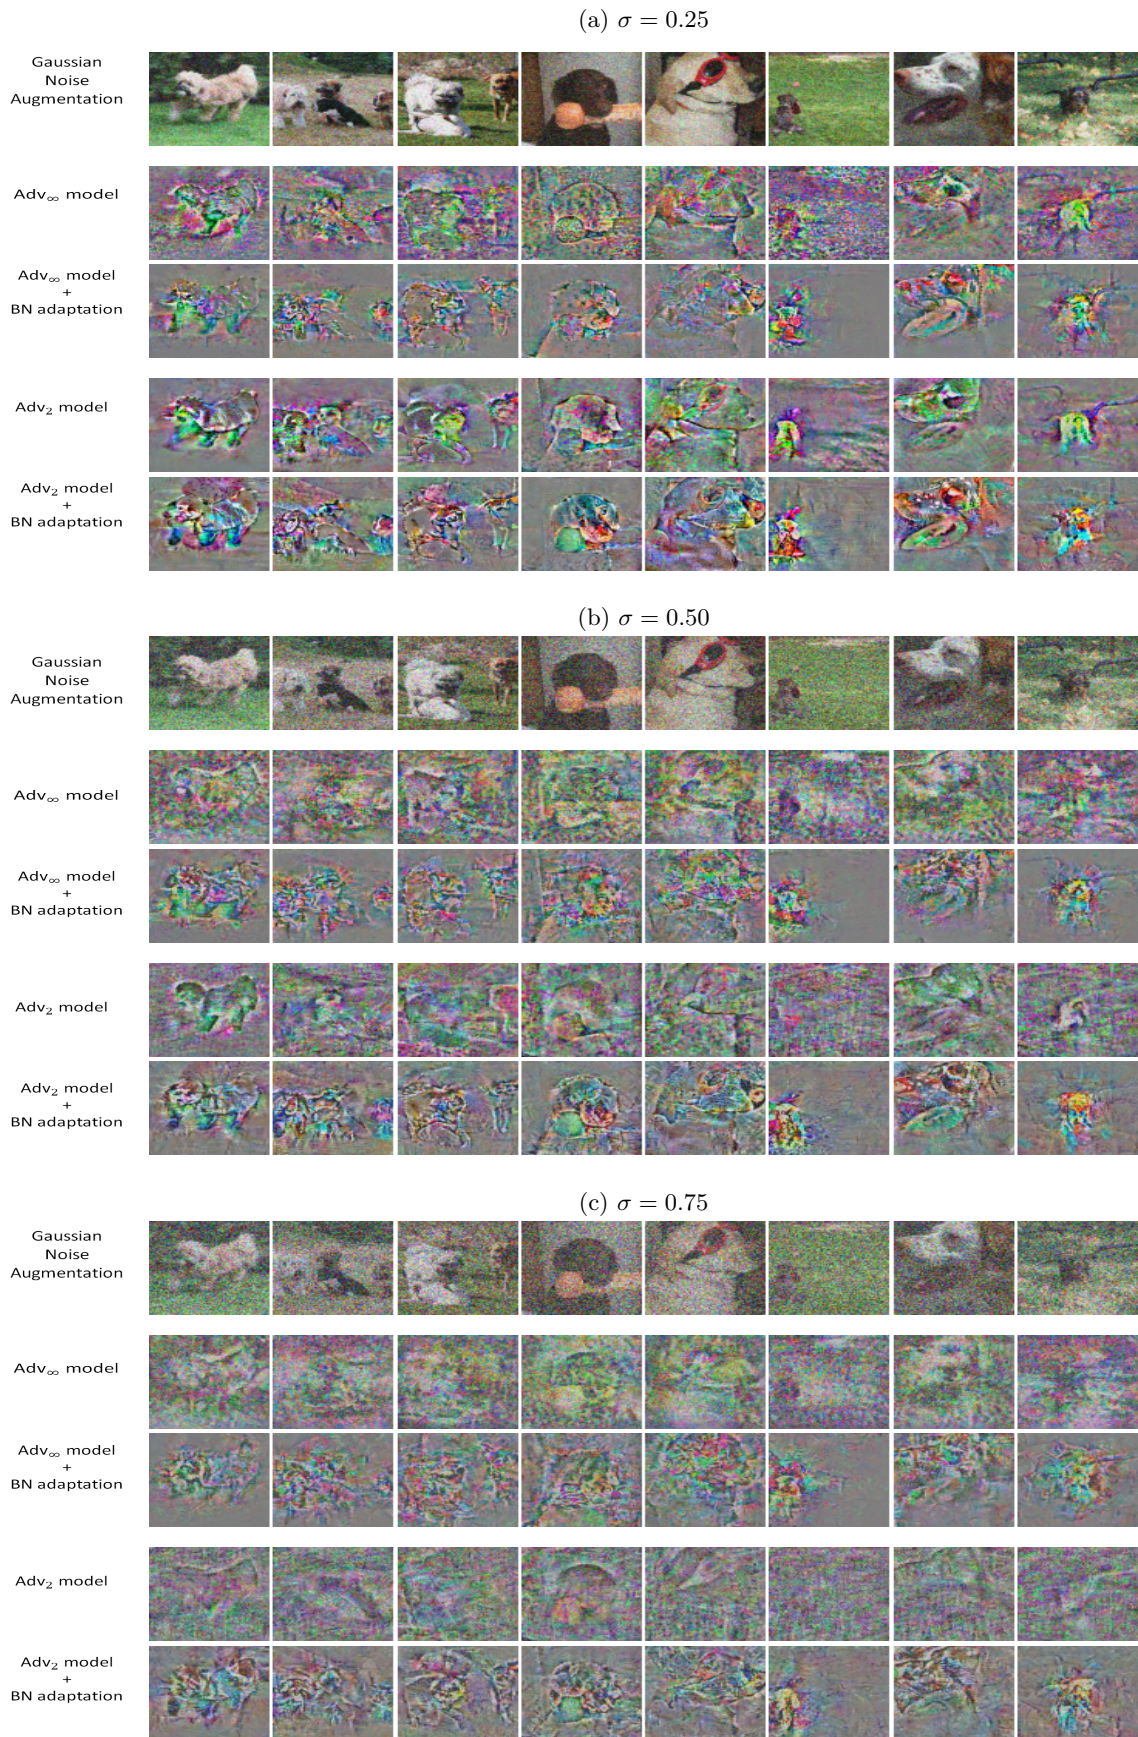 (a) σ = 0.25
Gaussian
Noise
Augmentation
Adv∞ model
Adv∞ model
+
BN adaptation
Adv₂ model
Adv₂ model
+
BN adaptation
(b) σ = 0.50
Gaussian
Noise
Augmentation
Adv∞ model
Adv∞ model
+
BN adaptation
Adv₂ model
Adv₂ model
+
BN adaptation
(c) σ = 0.75
Gaussian
Noise
Augmentation
Adv∞ model
Adv∞ model
+
BN adaptation
Adv₂ model
Adv₂ model
+
BN adaptation